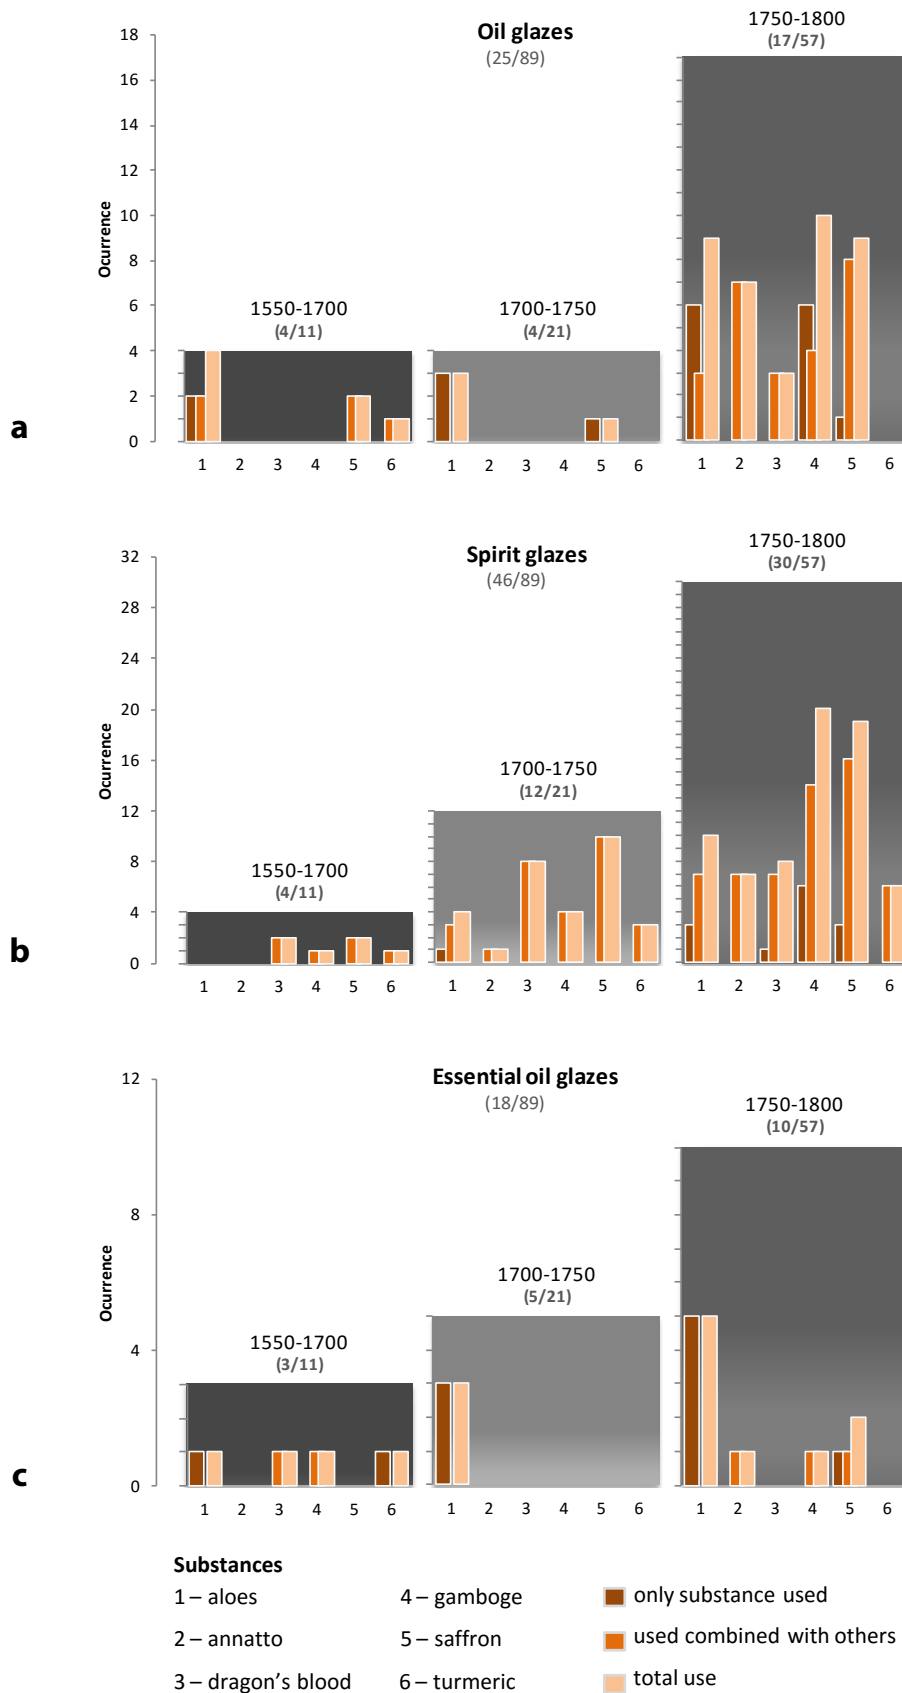 Oil glazes
(25/89)
1750-1800
(17/57)
18
16
14
12
10
8
6
4
2
0
Ocurrence
1550-1700
(4/11)
1700-1750
(4/21)
a
1 2 3 4 5 6
1 2 3 4 5 6
1 2 3 4 5 6
Spirit glazes
(46/89)
1750-1800
(30/57)
32
28
24
20
16
12
8
4
0
Ocurrence
1550-1700
(4/11)
1700-1750
(12/21)
b
1 2 3 4 5 6
1 2 3 4 5 6
1 2 3 4 5 6
Essential oil glazes
(18/89)
1750-1800
(10/57)
12
8
4
0
Ocurrence
1550-1700
(3/11)
1700-1750
(5/21)
c
1 2 3 4 5 6
1 2 3 4 5 6
1 2 3 4 5 6
Substances
1 – aloes 4 – gamboge only substance used
2 – annatto 5 – saffron used combined with others
3 – dragon's blood 6 – turmeric total use